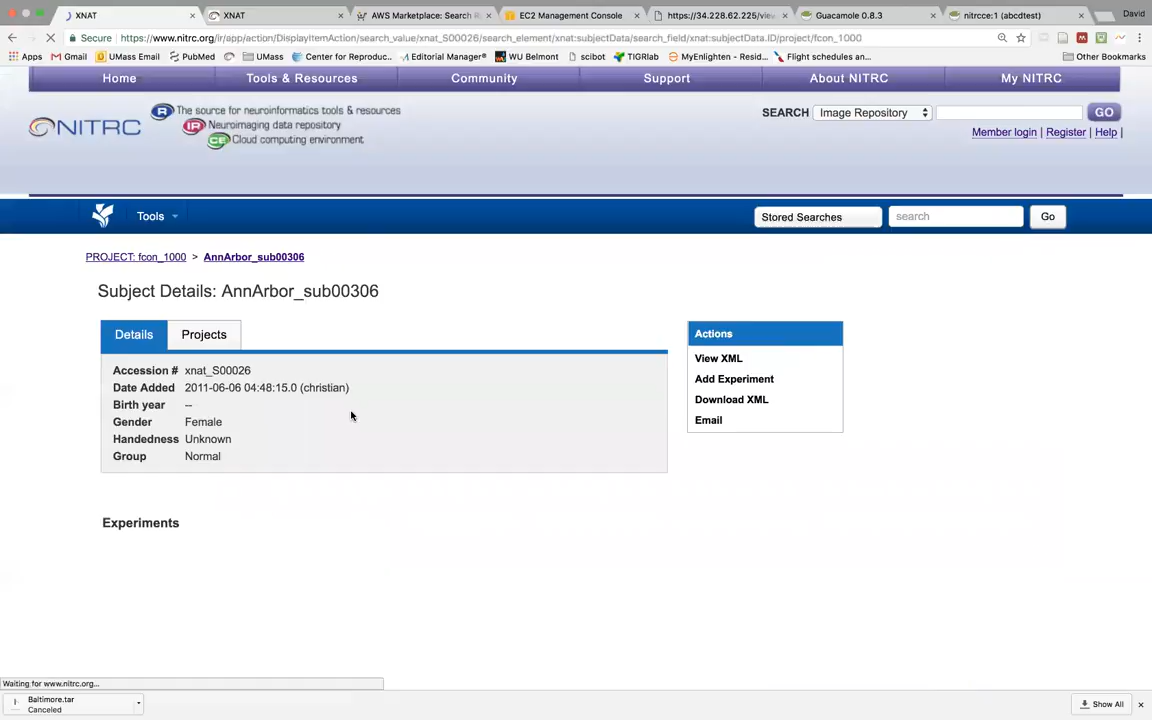 XNAT
XNAT
AWS Marketplace: Search R
EC2 Management Console
https://34.228.62.225/vie
Guacamole 0.8.3
nitrcce:1 (abcdtest)
David
Secure
https://www.nitrc.org/ir/app/action/DisplayItemAction/search_value/xnat_S00026/search_element/xnat:subjectData/search_field/xnat:subjectData.ID/project/fcon_1000
Apps
Gmail
UMass Email
PubMed
UMass
Center for Reproduc..
Editorial Manager®
WU Belmont
scibot
TIGRlab
MyEnlighten - Resid...
Flight schedules an...
Other Bookmarks
Home
Tools & Resources
Community
Support
About NITRC
My NITRC
NITRC
R The source for neuroinformatics tools & resources
IR Neuroimaging data repository
CE Cloud computing environment
SEARCH Image Repository GO
Member login | Register | Help |
Tools
Stored Searches
search
Go
PROJECT: fcon_1000 > AnnArbor_sub00306
Subject Details: AnnArbor_sub00306
Details
Projects
Accession # xnat_S00026
Date Added 2011-06-06 04:48:15.0 (christian)
Birth year --
Gender Female
Handedness Unknown
Group Normal
Actions
View XML
Add Experiment
Download XML
Email
Experiments
Waiting for www.nitrc.org...
Baltimore.tar
Canceled
Show All